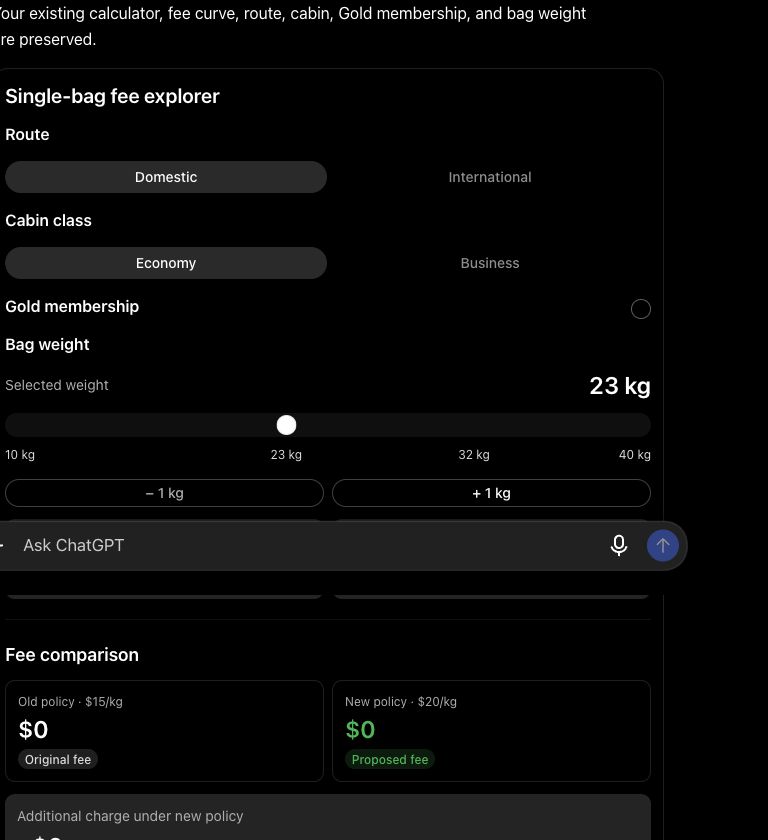 our existing calculator, fee curve, route, cabin, Gold membership, and bag weight
re preserved.
Single-bag fee explorer
Route
Domestic International
Cabin class
Economy Business
Gold membership
Bag weight
Selected weight 23 kg
10 kg 23 kg 32 kg 40 kg
− 1 kg + 1 kg
Ask ChatGPT
Fee comparison
Old policy · $15/kg New policy · $20/kg
$0 $0
Original fee Proposed fee
Additional charge under new policy